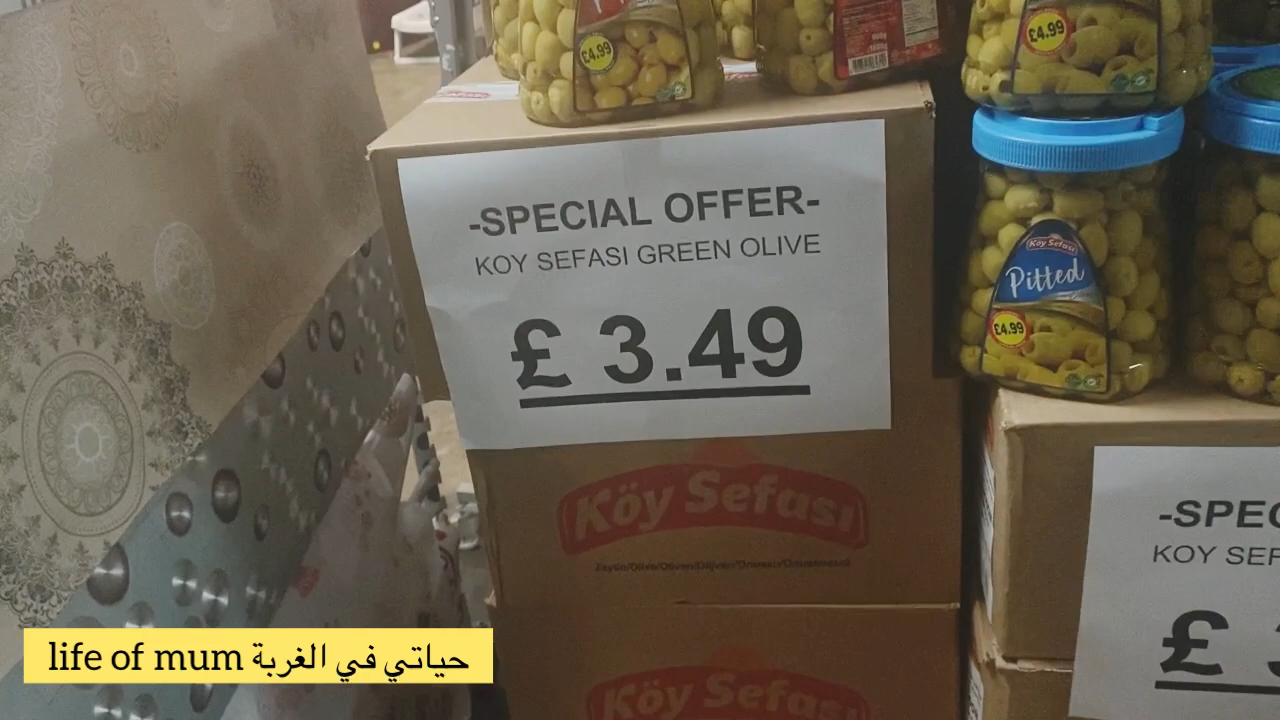 £4.99
£4.99
-SPECIAL OFFER-
KOY SEFASI GREEN OLIVE
£ 3.49
Köy Sefası
Pitted
£4.99
Köy Sefası
-SPEC
KOY SEF
£
Köy Sefası
life of mum حياتي في الغربة